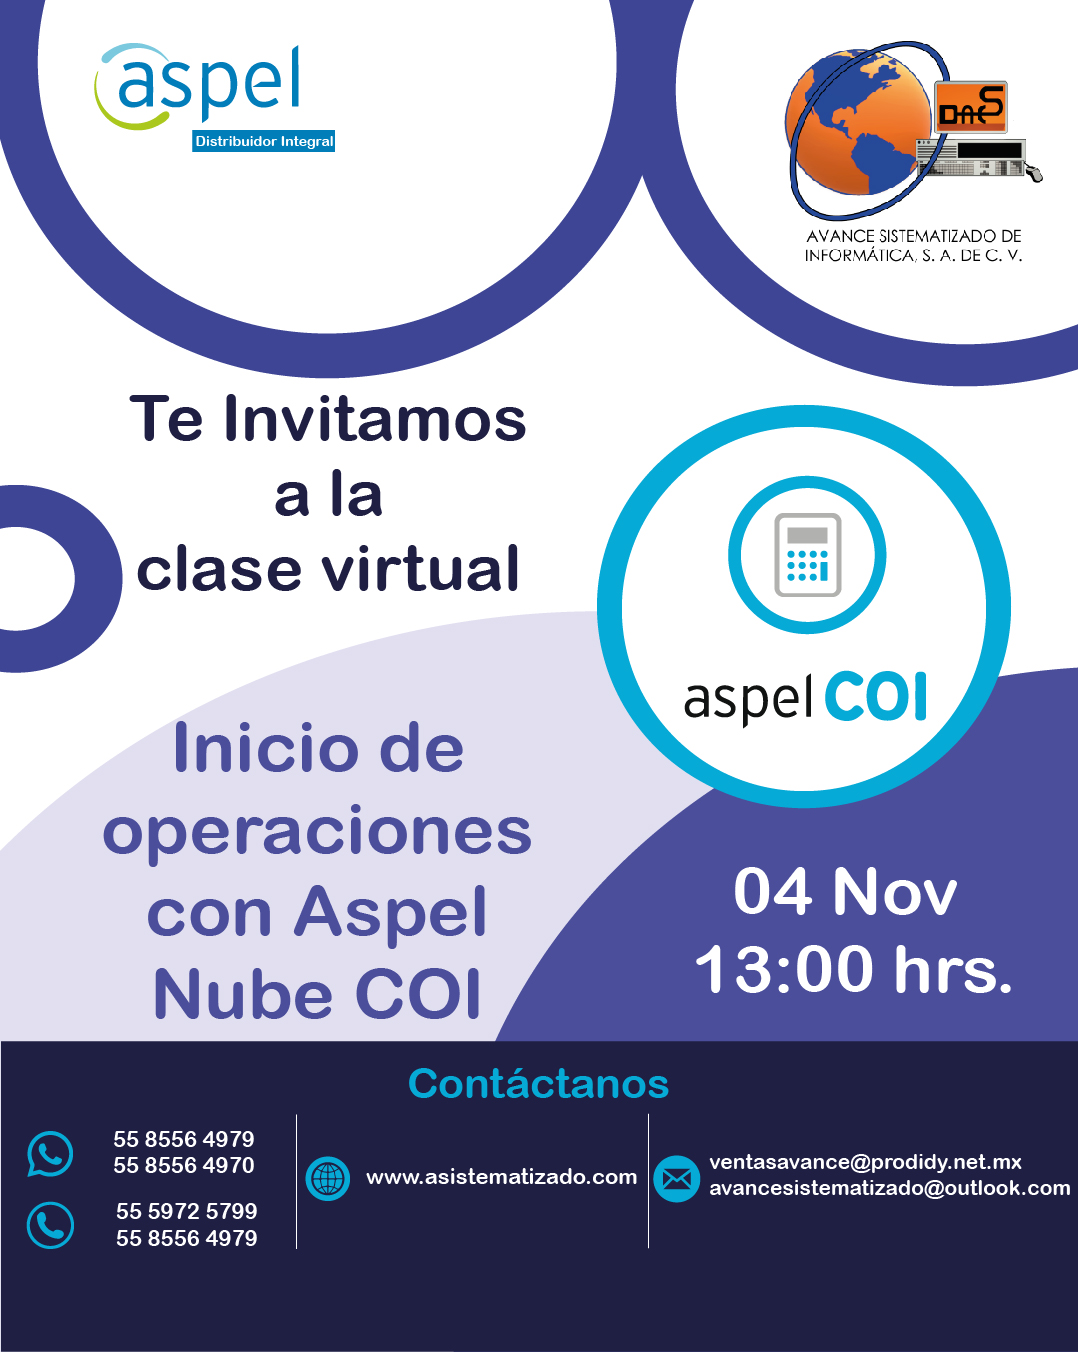 aspel
Distribuidor Integral
DAES
AVANCE SISTEMATIZADO DE
INFORMÁTICA, S. A. DE C. V.
Te Invitamos
a la
clase virtual
aspel COI
Inicio de
operaciones
con Aspel
Nube COI
04 Nov
13:00 hrs.
Contáctanos
55 8556 4979
55 8556 4970
55 5972 5799
55 8556 4979
www.asistematizado.com
ventasavance@prodidy.net.mx
avancesistematizado@outlook.com